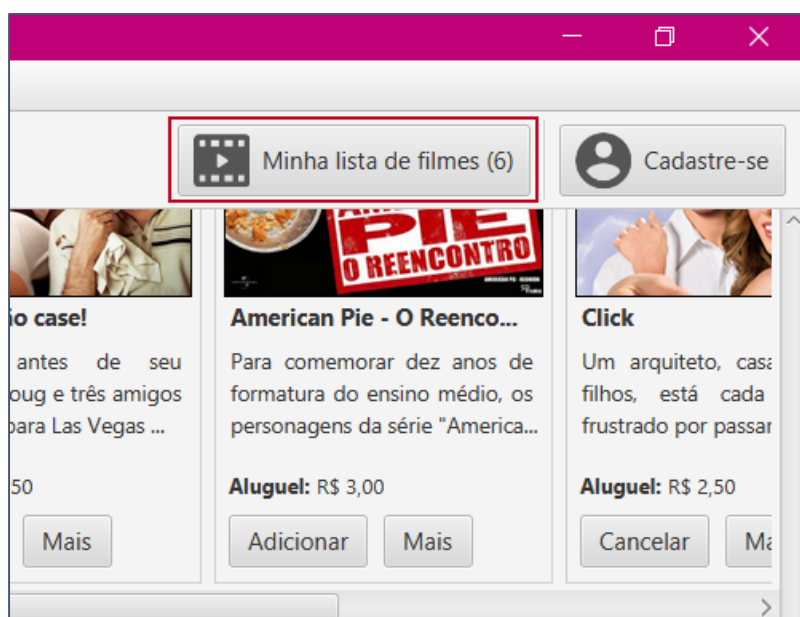 Minha lista de filmes (6)
Cadastre-se
PIE
O REENCONTRO
ão case!
antes de seu
oug e três amigos
para Las Vegas ...
50
Mais
American Pie - O Reenco...
Para comemorar dez anos de
formatura do ensino médio, os
personagens da série "America...
Aluguel: R$ 3,00
Adicionar
Mais
Click
Um arquiteto, casa
filhos, está cada
frustrado por passar
Aluguel: R$ 2,50
Cancelar
Ma